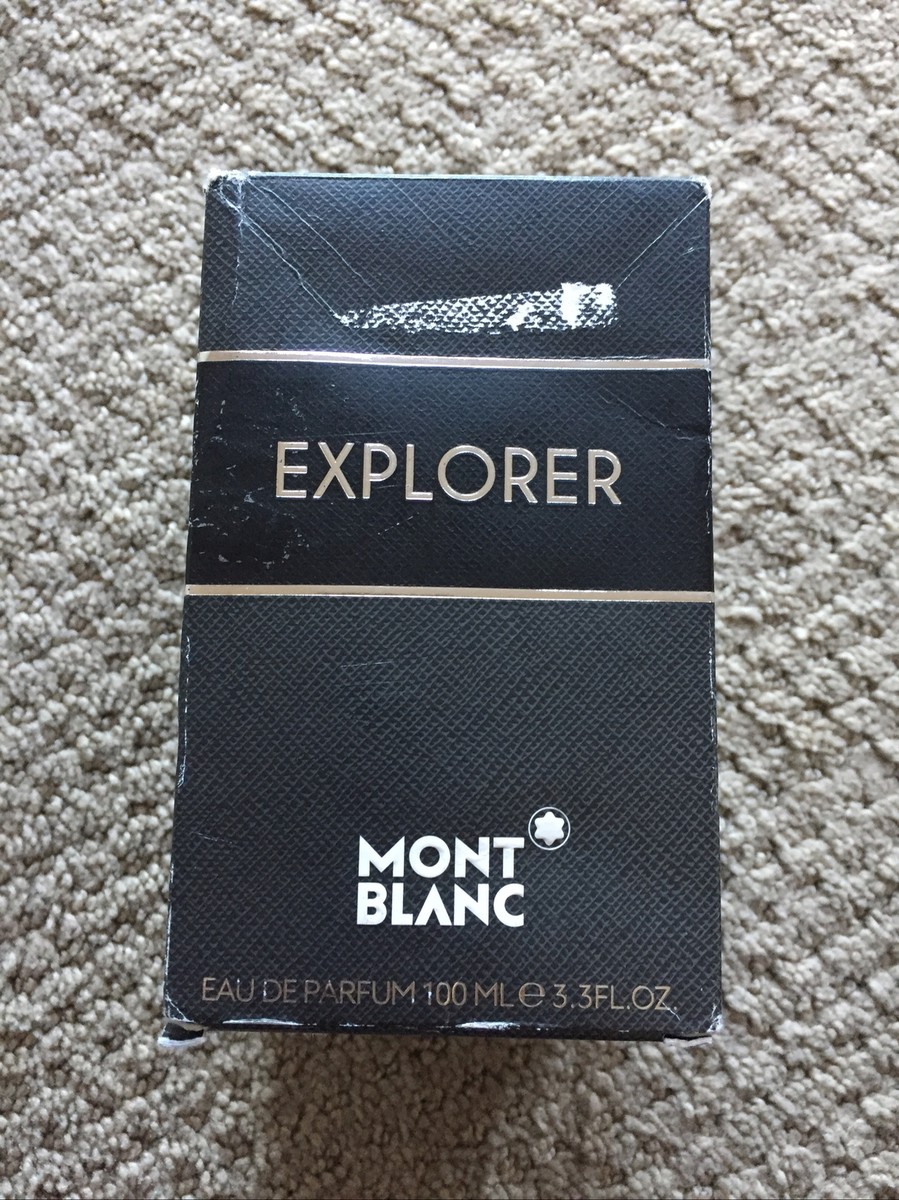 EXPLORER
MONT
BLANC
EAU DE PARFUM 100 ML ℮ 3.3FL.OZ.